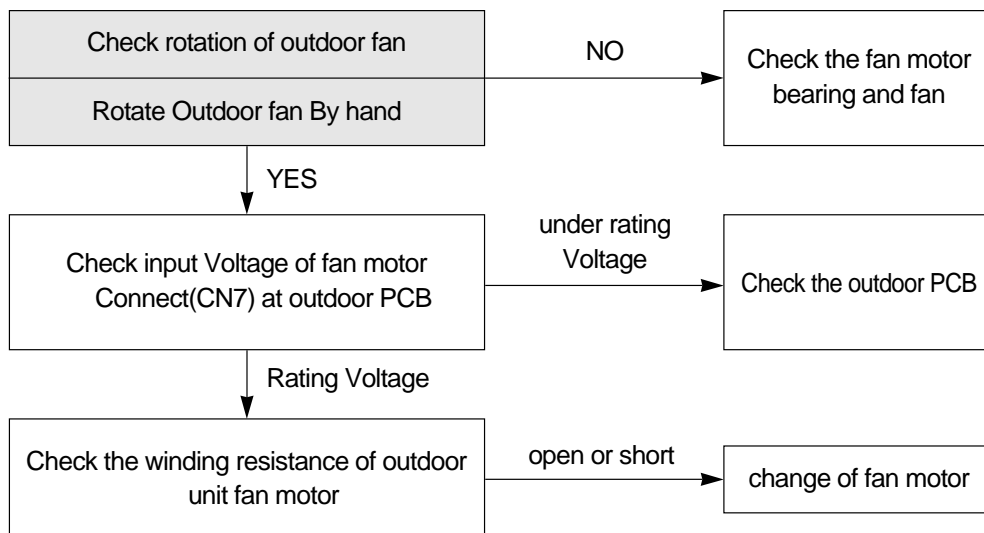 Check rotation of outdoor fan
Rotate Outdoor fan By hand
NO
Check the fan motor
bearing and fan
YES
Check input Voltage of fan motor
Connect(CN7) at outdoor PCB
under rating
Voltage
Check the outdoor PCB
Rating Voltage
Check the winding resistance of outdoor
unit fan motor
open or short
change of fan motor